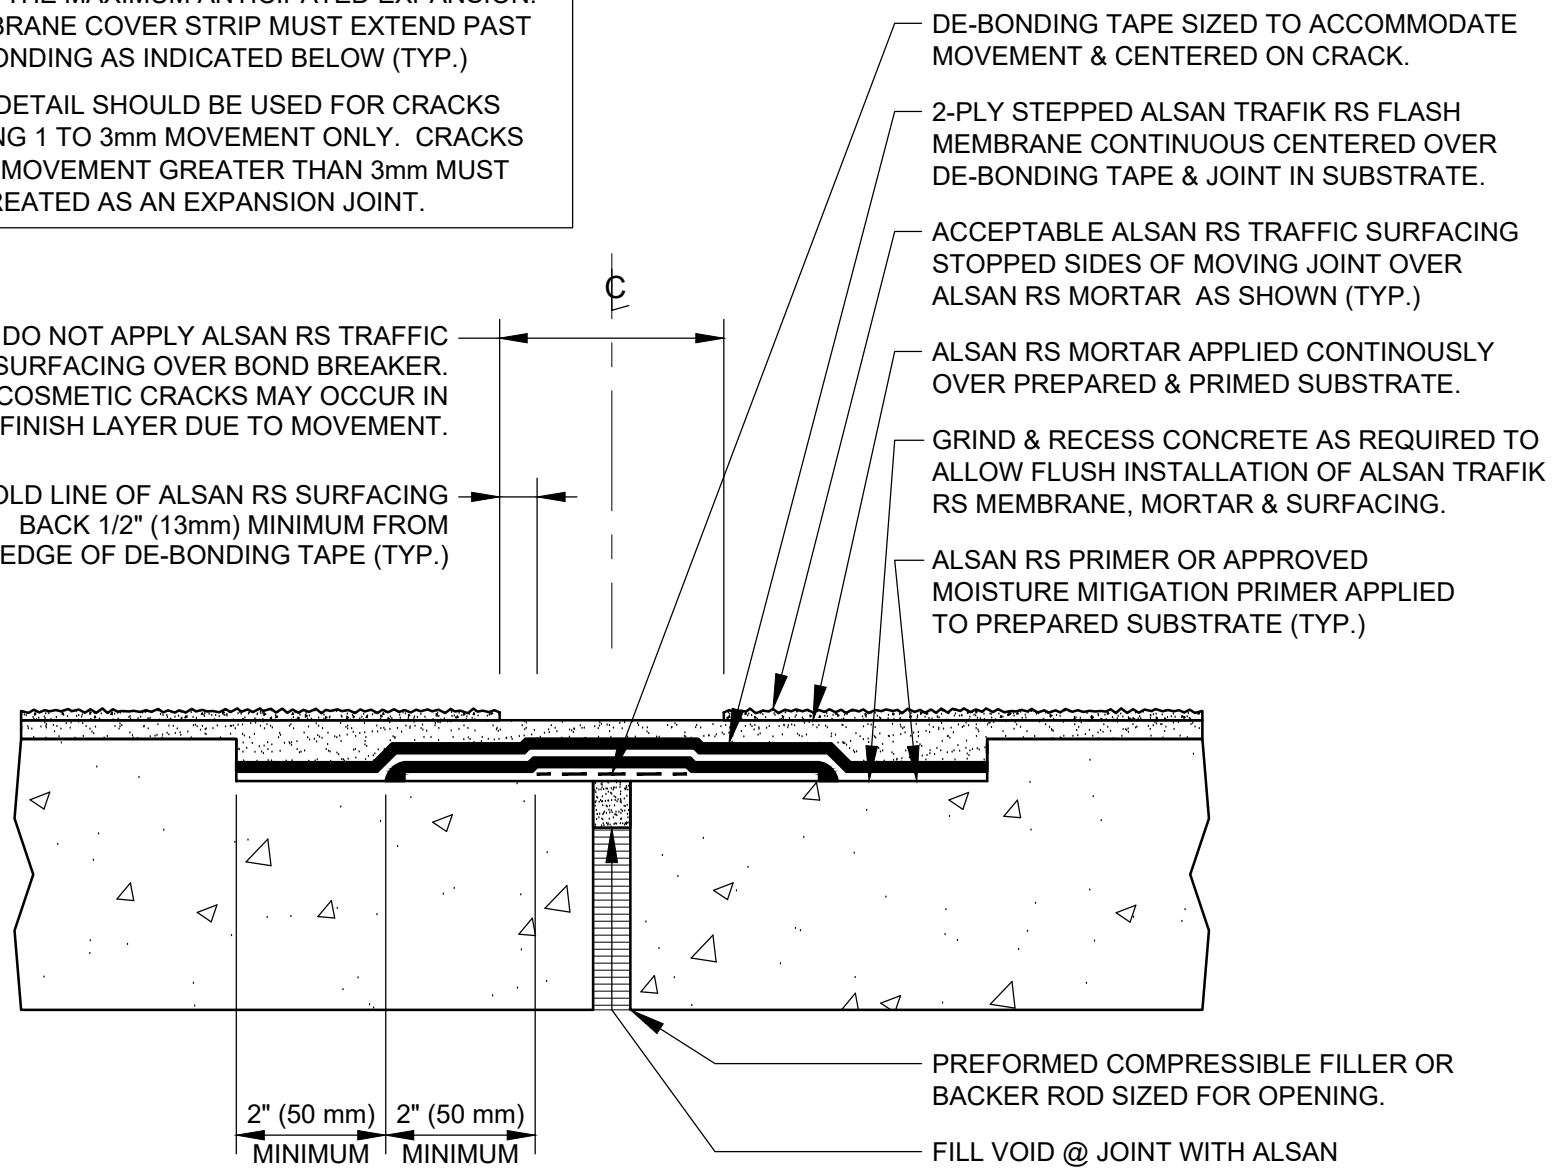 THE MAXIMUM ANTICIPATED EXPANSION.
BRANE COVER STRIP MUST EXTEND PAST
ONDING AS INDICATED BELOW (TYP.)
DETAIL SHOULD BE USED FOR CRACKS
NG 1 TO 3mm MOVEMENT ONLY.  CRACKS
MOVEMENT GREATER THAN 3mm MUST
REATED AS AN EXPANSION JOINT.
DO NOT APPLY ALSAN RS TRAFFIC
SURFACING OVER BOND BREAKER.
COSMETIC CRACKS MAY OCCUR IN
FINISH LAYER DUE TO MOVEMENT.
OLD LINE OF ALSAN RS SURFACING
BACK 1/2" (13mm) MINIMUM FROM
EDGE OF DE-BONDING TAPE (TYP.)
C
DE-BONDING TAPE SIZED TO ACCOMMODATE
MOVEMENT & CENTERED ON CRACK.
2-PLY STEPPED ALSAN TRAFIK RS FLASH
MEMBRANE CONTINUOUS CENTERED OVER
DE-BONDING TAPE & JOINT IN SUBSTRATE.
ACCEPTABLE ALSAN RS TRAFFIC SURFACING
STOPPED SIDES OF MOVING JOINT OVER
ALSAN RS MORTAR  AS SHOWN (TYP.)
ALSAN RS MORTAR APPLIED CONTINOUSLY
OVER PREPARED & PRIMED SUBSTRATE.
GRIND & RECESS CONCRETE AS REQUIRED TO
ALLOW FLUSH INSTALLATION OF ALSAN TRAFIK
RS MEMBRANE, MORTAR & SURFACING.
ALSAN RS PRIMER OR APPROVED
MOISTURE MITIGATION PRIMER APPLIED
TO PREPARED SUBSTRATE (TYP.)
2" (50 mm)
MINIMUM
2" (50 mm)
MINIMUM
PREFORMED COMPRESSIBLE FILLER OR
BACKER ROD SIZED FOR OPENING.
FILL VOID @ JOINT WITH ALSAN